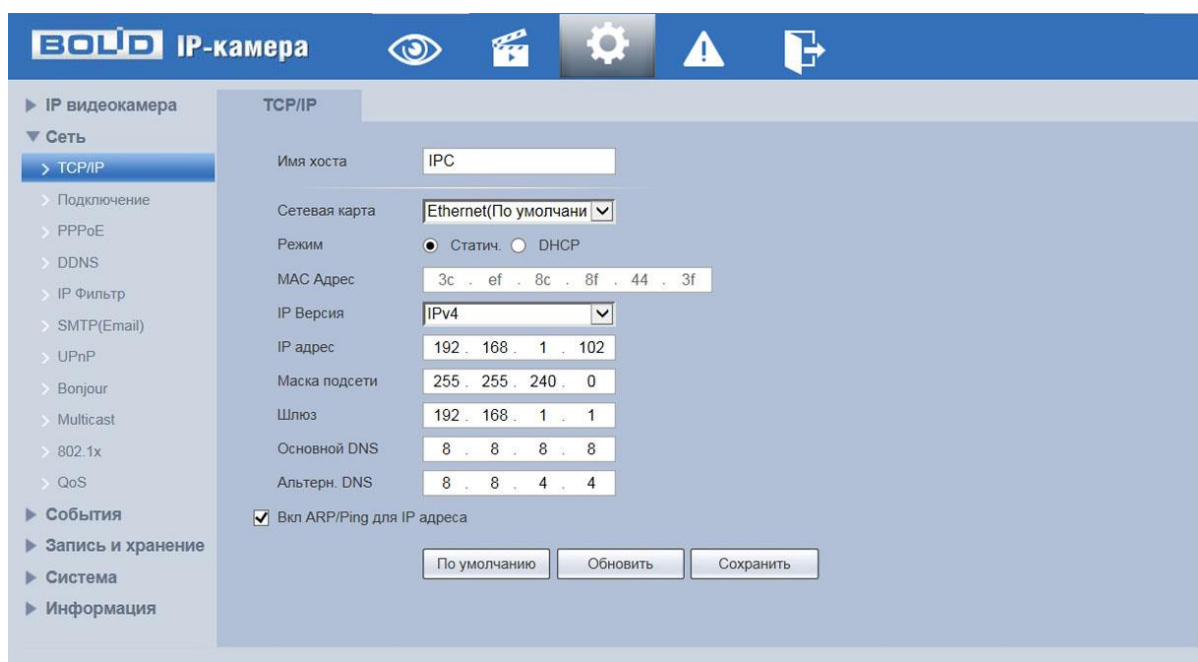 BOLID IP-камера
IP видеокамера
Сеть
TCP/IP
Подключение
PPPoE
DDNS
IP Фильтр
SMTP(Email)
UPnP
Bonjour
Multicast
802.1x
QoS
События
Запись и хранение
Система
Информация
TCP/IP
Имя хоста IPC
Сетевая карта Ethernet(По умолчани
Режим Статич. DHCP
MAC Адрес 3c . ef . 8c . 8f . 44 . 3f
IP Версия IPv4
IP адрес 192 . 168 . 1 . 102
Маска подсети 255 . 255 . 240 . 0
Шлюз 192 . 168 . 1 . 1
Основной DNS 8 . 8 . 8 . 8
Альтерн. DNS 8 . 8 . 4 . 4
Вкл ARP/Ping для IP адреса
По умолчанию Обновить Сохранить